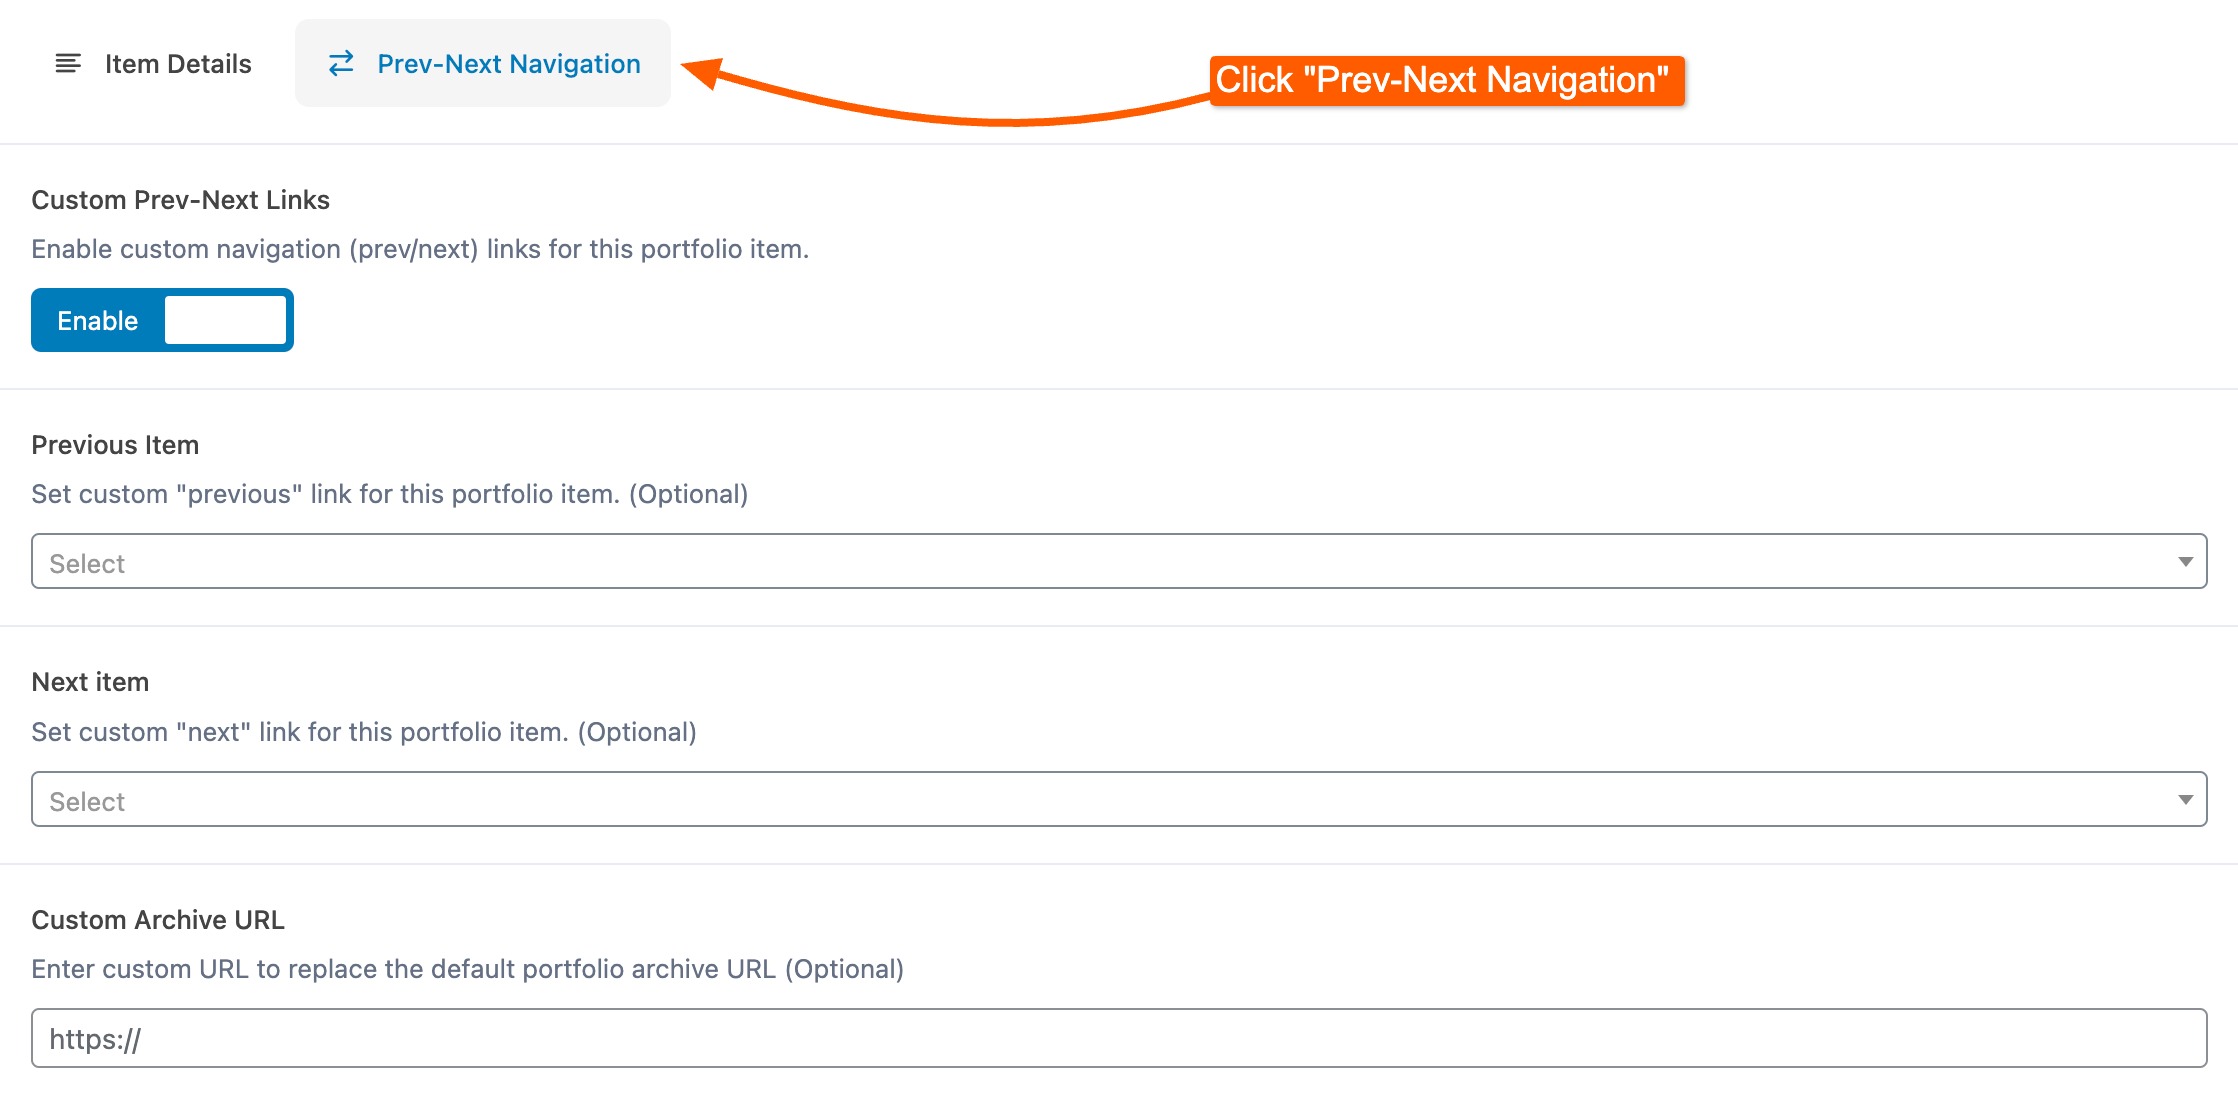 Item Details
Prev-Next Navigation
Click "Prev-Next Navigation"
Custom Prev-Next Links
Enable custom navigation (prev/next) links for this portfolio item.
Enable
Previous Item
Set custom "previous" link for this portfolio item. (Optional)
Select
Next item
Set custom "next" link for this portfolio item. (Optional)
Select
Custom Archive URL
Enter custom URL to replace the default portfolio archive URL (Optional)
https://